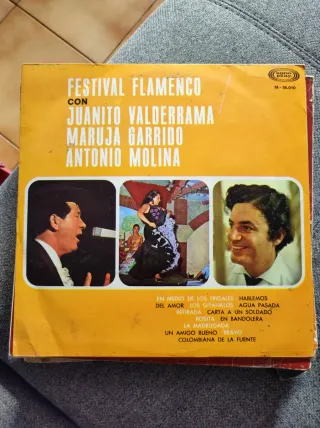 FESTIVAL FLAMENCO
CON
JUANITO VALDERRAMA
MARUJA GARRIDO
ANTONIO MOLINA
EN MEDIO DE LOS TRIGALES HABLEMOS
DEL AMOR LOS GITANILLOS AGUA PASADA
RETIRADA CARTA A UN SOLDADO
ROSITA EN BANDOLERA
LA MADRUGADA
UN AMIGO BUENO BRAVO
COLOMBIANA DE LA FUENTE